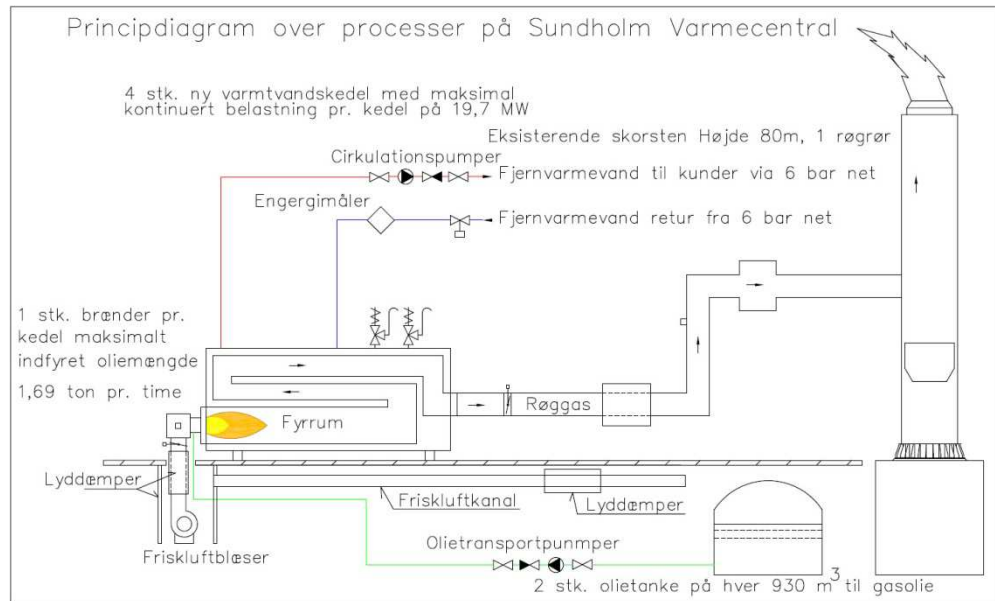 Principdiagram over processer på Sundholm Varmecentral
4 stk. ny varmtvandskedel med maksimal
kontinuert belastning pr. kedel på 19,7 MW
Eksisterende skorsten Højde 80m, 1 røgrør
Cirkulationspumper
Fjernvarmevand til kunder via 6 bar net
Engergimåler
Fjernvarmevand retur fra 6 bar net
1 stk. brænder pr.
kedel maksimalt
indfyret oliemængde
1,69 ton pr. time
Fyrrum
Røggas
Lyddæmper
Friskluftkanal
Lyddæmper
Friskluftblæser
Olietransportpunmper
2 stk. olietanke på hver 930 m³ til gasolie